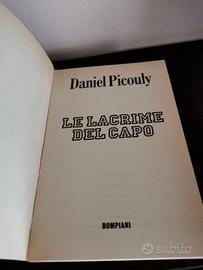 Daniel Picouly
LE LACRIME
DEL CAPO
BOMPIANI
subito